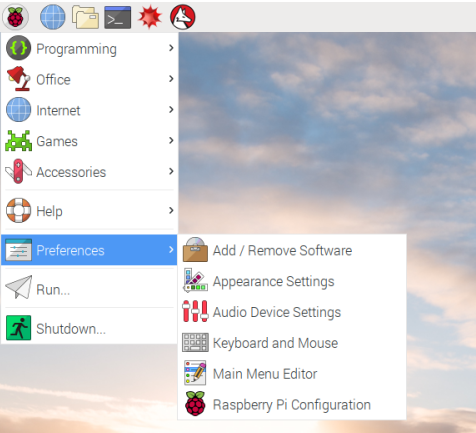 Programming
Office
Internet
Games
Accessories
Help
Preferences
Run...
Shutdown...
Add / Remove Software
Appearance Settings
Audio Device Settings
Keyboard and Mouse
Main Menu Editor
Raspberry Pi Configuration